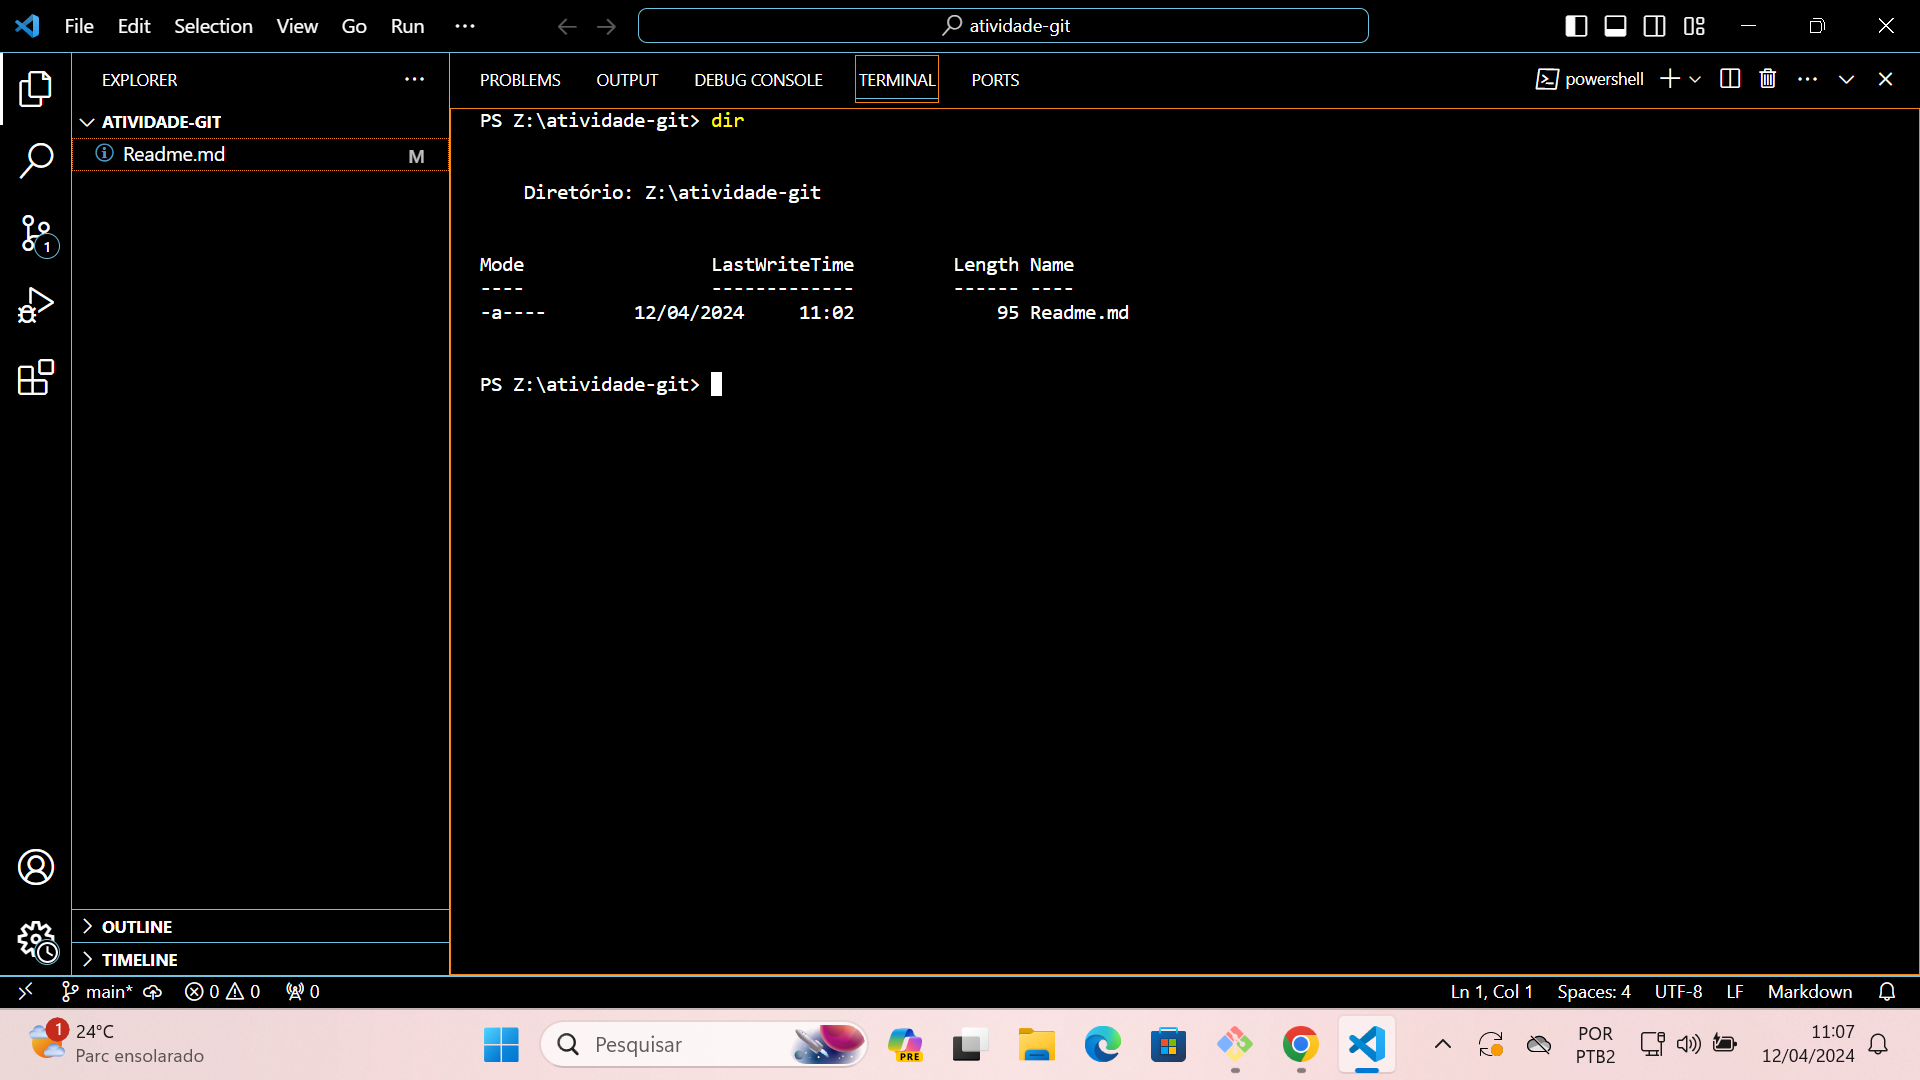 File Edit Selection View Go Run ···
atividade-git
EXPLORER ···
ATIVIDADE-GIT
Readme.md M
1
OUTLINE
TIMELINE
PROBLEMS OUTPUT DEBUG CONSOLE TERMINAL PORTS
powershell ···
PS Z:\atividade-git> dir
Diretório: Z:\atividade-git
Mode LastWriteTime Length Name
---- ------------- ------ ----
-a---- 12/04/2024 11:02 95 Readme.md
PS Z:\atividade-git>
main* 0 0 0
Ln 1, Col 1 Spaces: 4 UTF-8 LF Markdown
1
24°C
Parc ensolarado
Pesquisar
PRE
POR
PTB2
11:07
12/04/2024